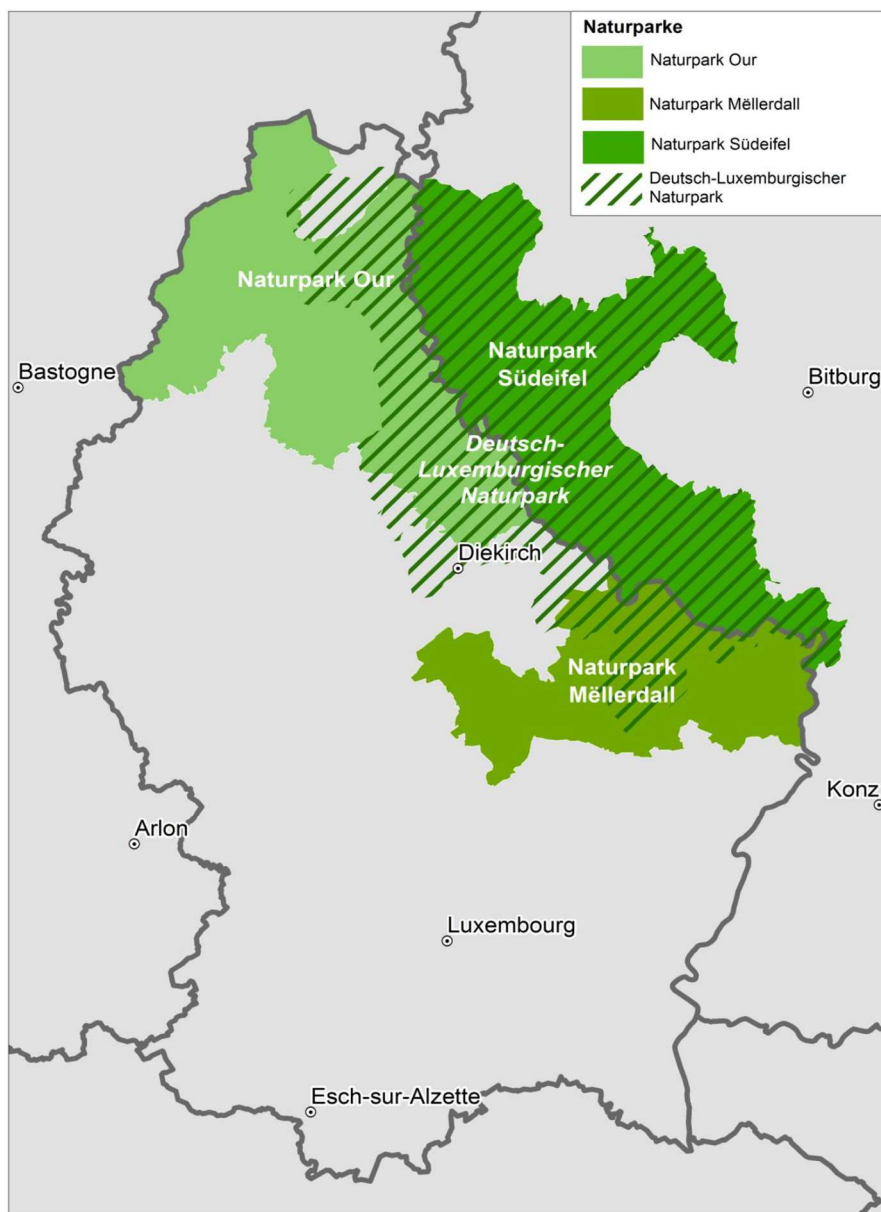 Naturparke
Naturpark Our
Naturpark Mëllerdall
Naturpark Südeifel
Deutsch-Luxemburgischer
Naturpark
Naturpark Our
Naturpark
Südeifel
Bastogne
Bitburg
Deutsch-
Luxemburgischer
Naturpark
Diekirch
Naturpark
Mëllerdall
Konz
Arlon
Luxembourg
Esch-sur-Alzette